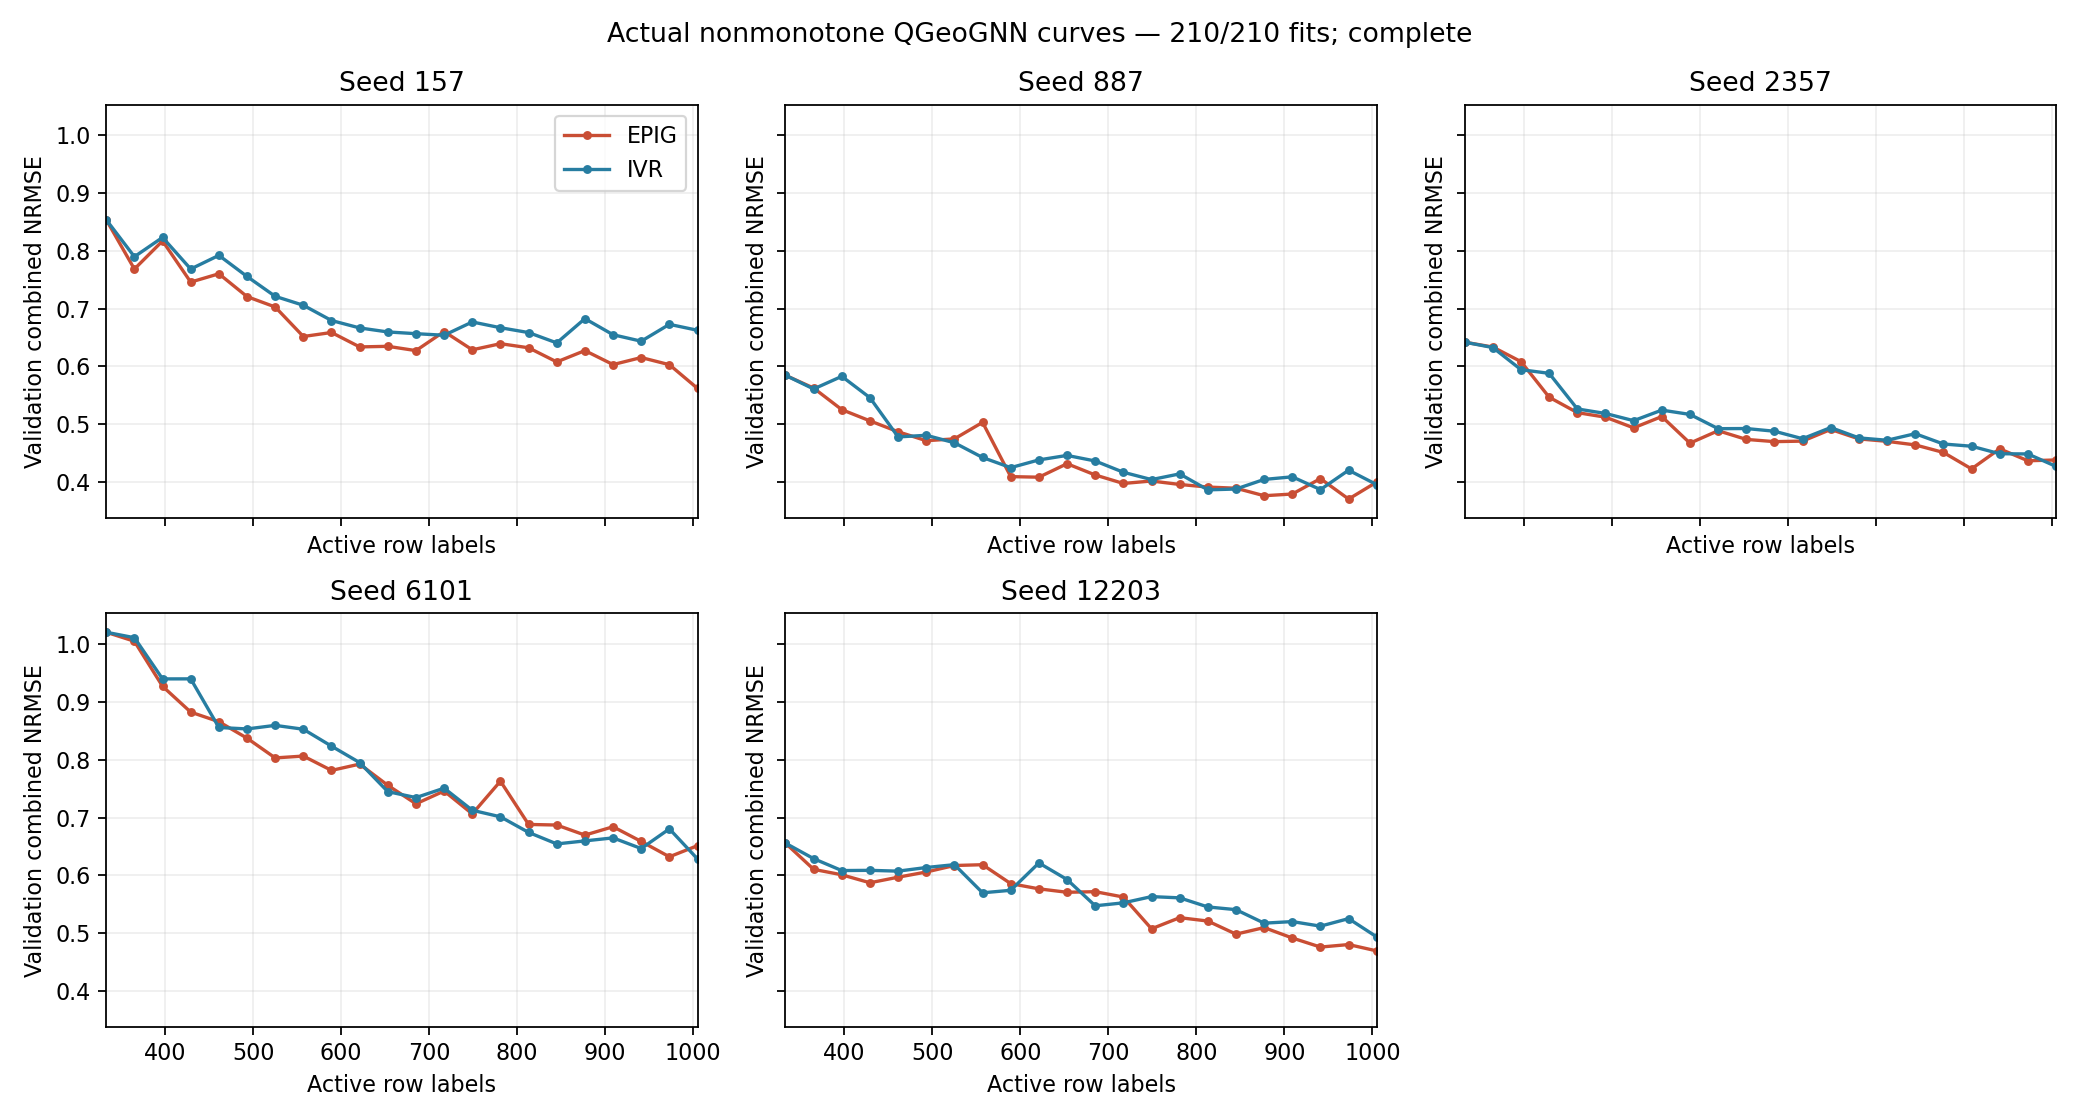 Actual nonmonotone QGeoGNN curves — 210/210 fits; complete
Seed 157
Seed 887
Seed 2357
1.0
0.9
0.8
0.7
0.6
0.5
0.4
Validation combined NRMSE
Validation combined NRMSE
Validation combined NRMSE
EPIG
IVR
Active row labels
Active row labels
Active row labels
Seed 6101
Seed 12203
1.0
0.9
0.8
0.7
0.6
0.5
0.4
Validation combined NRMSE
Validation combined NRMSE
400 500 600 700 800 900 1000
400 500 600 700 800 900 1000
Active row labels
Active row labels